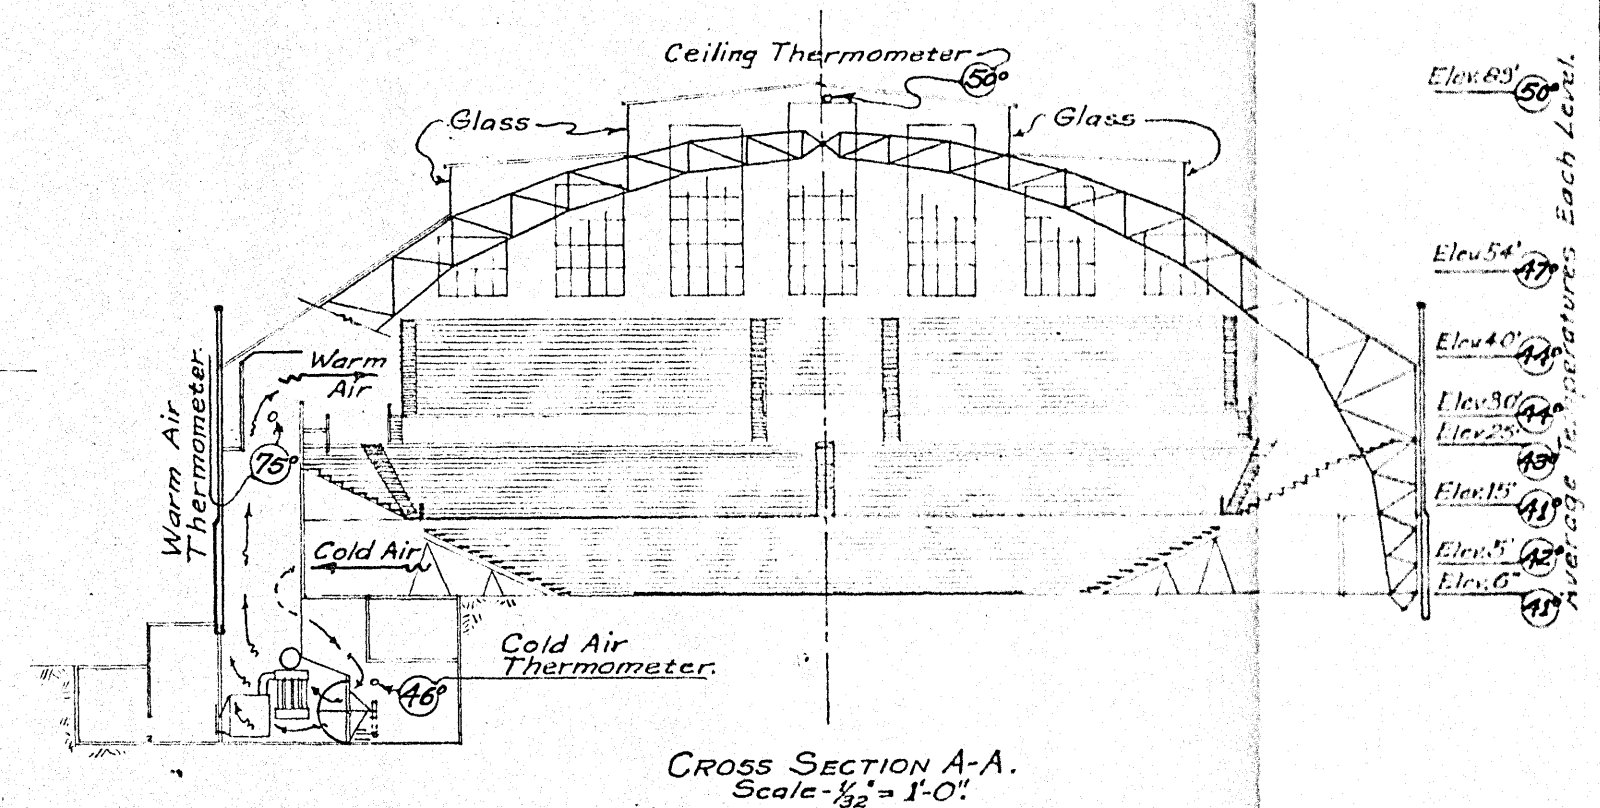 Ceiling Thermometer
50°
Glass
Glass
Warm Air
Thermometer.
Warm
Air
75°
Cold Air
Cold Air
Thermometer.
46°
Elev. 89'
50°
Elev. 54'
47°
Elev. 40'
44°
Elev. 30'
44°
Elev. 25'
43°
Elev. 15'
41°
Elev. 5'
42°
Elev. 6"
41°
Average Temperatures Each Level.
CROSS SECTION A-A.
Scale - 1/32" = 1'-0".